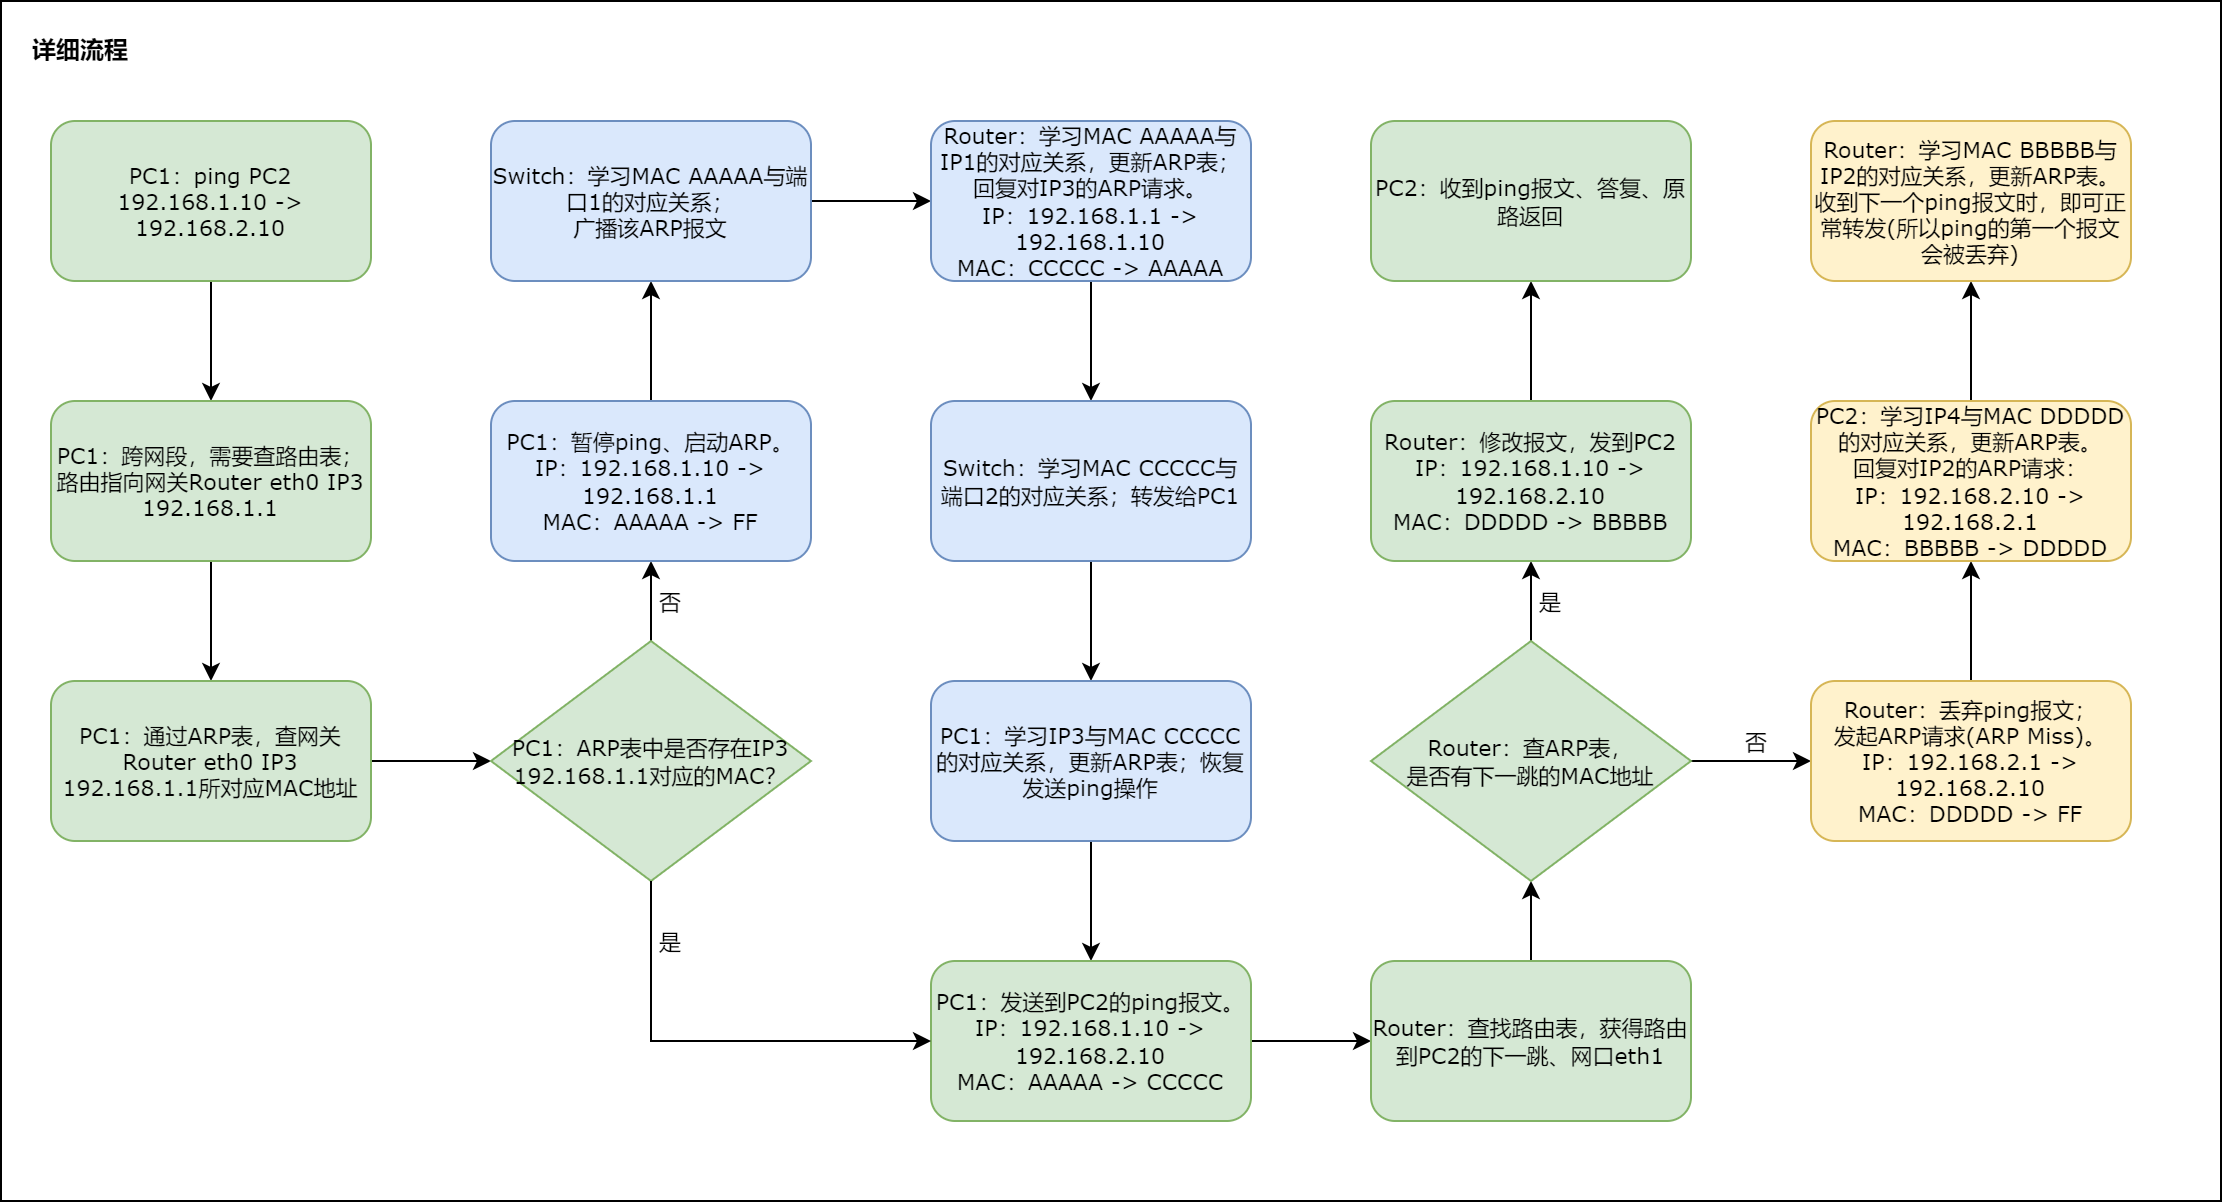 详细流程
PC1：ping PC2
192.168.1.10 ->
192.168.2.10
PC1：跨网段，需要查路由表；
路由指向网关Router eth0 IP3
192.168.1.1
PC1：通过ARP表，查网关
Router eth0 IP3
192.168.1.1所对应MAC地址
PC1：ARP表中是否存在IP3
192.168.1.1对应的MAC？
否
PC1：暂停ping、启动ARP。
IP：192.168.1.10 ->
192.168.1.1
MAC：AAAAA -> FF
Switch：学习MAC AAAAA与端
口1的对应关系；
广播该ARP报文
Router：学习MAC AAAAA与
IP1的对应关系，更新ARP表；
回复对IP3的ARP请求。
IP：192.168.1.1 ->
192.168.1.10
MAC：CCCCC -> AAAAA
Switch：学习MAC CCCCC与
端口2的对应关系；转发给PC1
PC1：学习IP3与MAC CCCCC
的对应关系，更新ARP表；恢复
发送ping操作
是
PC1：发送到PC2的ping报文。
IP：192.168.1.10 ->
192.168.2.10
MAC：AAAAA -> CCCCC
Router：查找路由表，获得路由
到PC2的下一跳、网口eth1
Router：查ARP表，
是否有下一跳的MAC地址
是
Router：修改报文，发到PC2
IP：192.168.1.10 ->
192.168.2.10
MAC：DDDDD -> BBBBB
PC2：收到ping报文、答复、原
路返回
否
Router：丢弃ping报文；
发起ARP请求(ARP Miss)。
IP：192.168.2.1 ->
192.168.2.10
MAC：DDDDD -> FF
PC2：学习IP4与MAC DDDDD
的对应关系，更新ARP表。
回复对IP2的ARP请求：
IP：192.168.2.10 ->
192.168.2.1
MAC：BBBBB -> DDDDD
Router：学习MAC BBBBB与
IP2的对应关系，更新ARP表。
收到下一个ping报文时，即可正
常转发(所以ping的第一个报文
会被丢弃)